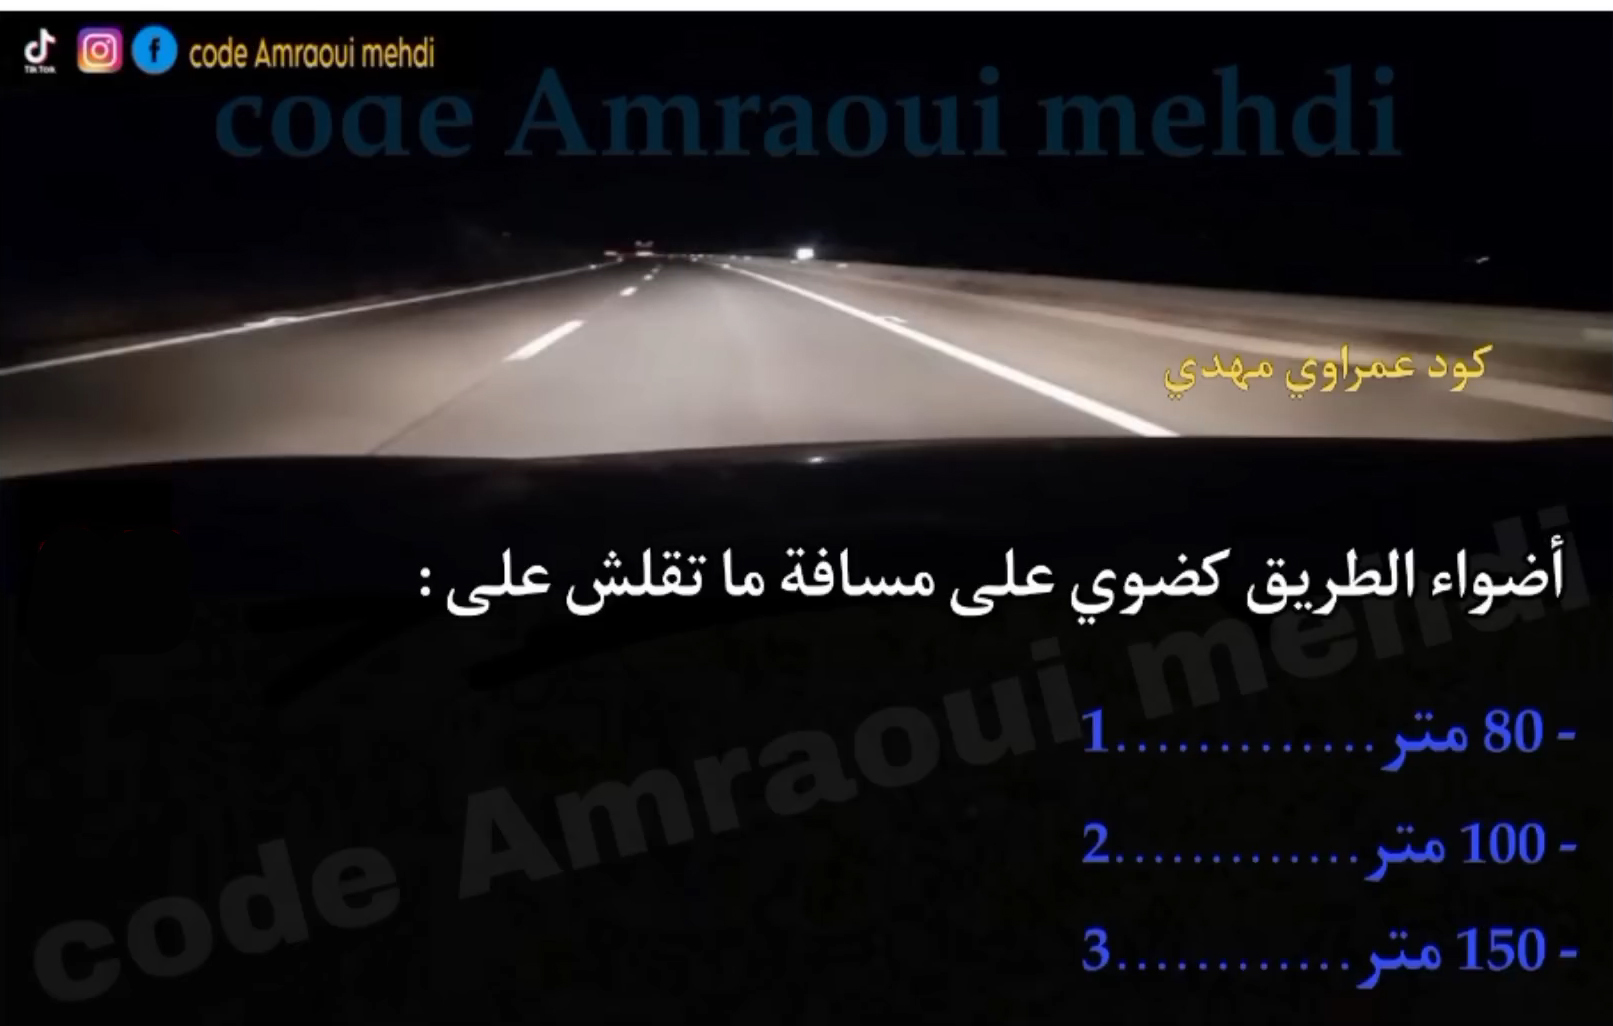 TikTok code Amraoui mehdi
code Amraoui mehdi
كود عمراوي مهدي
أضواء الطريق كضوي على مسافة ما تقلش على :
- 80 متر.............1
- 100 متر.............2
- 150 متر............3
code Amraoui mehdi